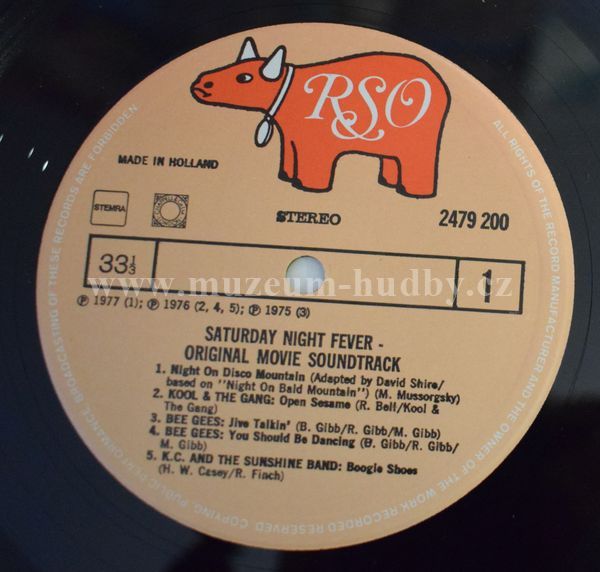 RSO
MADE IN HOLLAND
STEMRA
STEREO
2479 200
33⅓
1
www.muzeum-hudby.cz
℗ 1977 (1); ℗ 1976 (2, 4, 5); ℗ 1975 (3)
SATURDAY NIGHT FEVER -
ORIGINAL MOVIE SOUNDTRACK
1. Night On Disco Mountain (Adapted by David Shire/
based on "Night On Bald Mountain") (M. Mussorgsky)
2. KOOL & THE GANG: Open Sesame (R. Bell/Kool &
The Gang)
3. BEE GEES: Jive Talkin' (B. Gibb/R. Gibb/M. Gibb)
4. BEE GEES: You Should Be Dancing (B. Gibb/R. Gibb/
M. Gibb)
5. K.C. AND THE SUNSHINE BAND: Boogie Shoes
(H. W. Casey/R. Finch)
ALL RIGHTS OF THE RECORD MANUFACTURER AND THE OWNER OF THE WORK RECORDED RESERVED COPYING, PUBLIC PERFORMANCE, BROADCASTING OF THESE RECORDS ARE FORBIDDEN